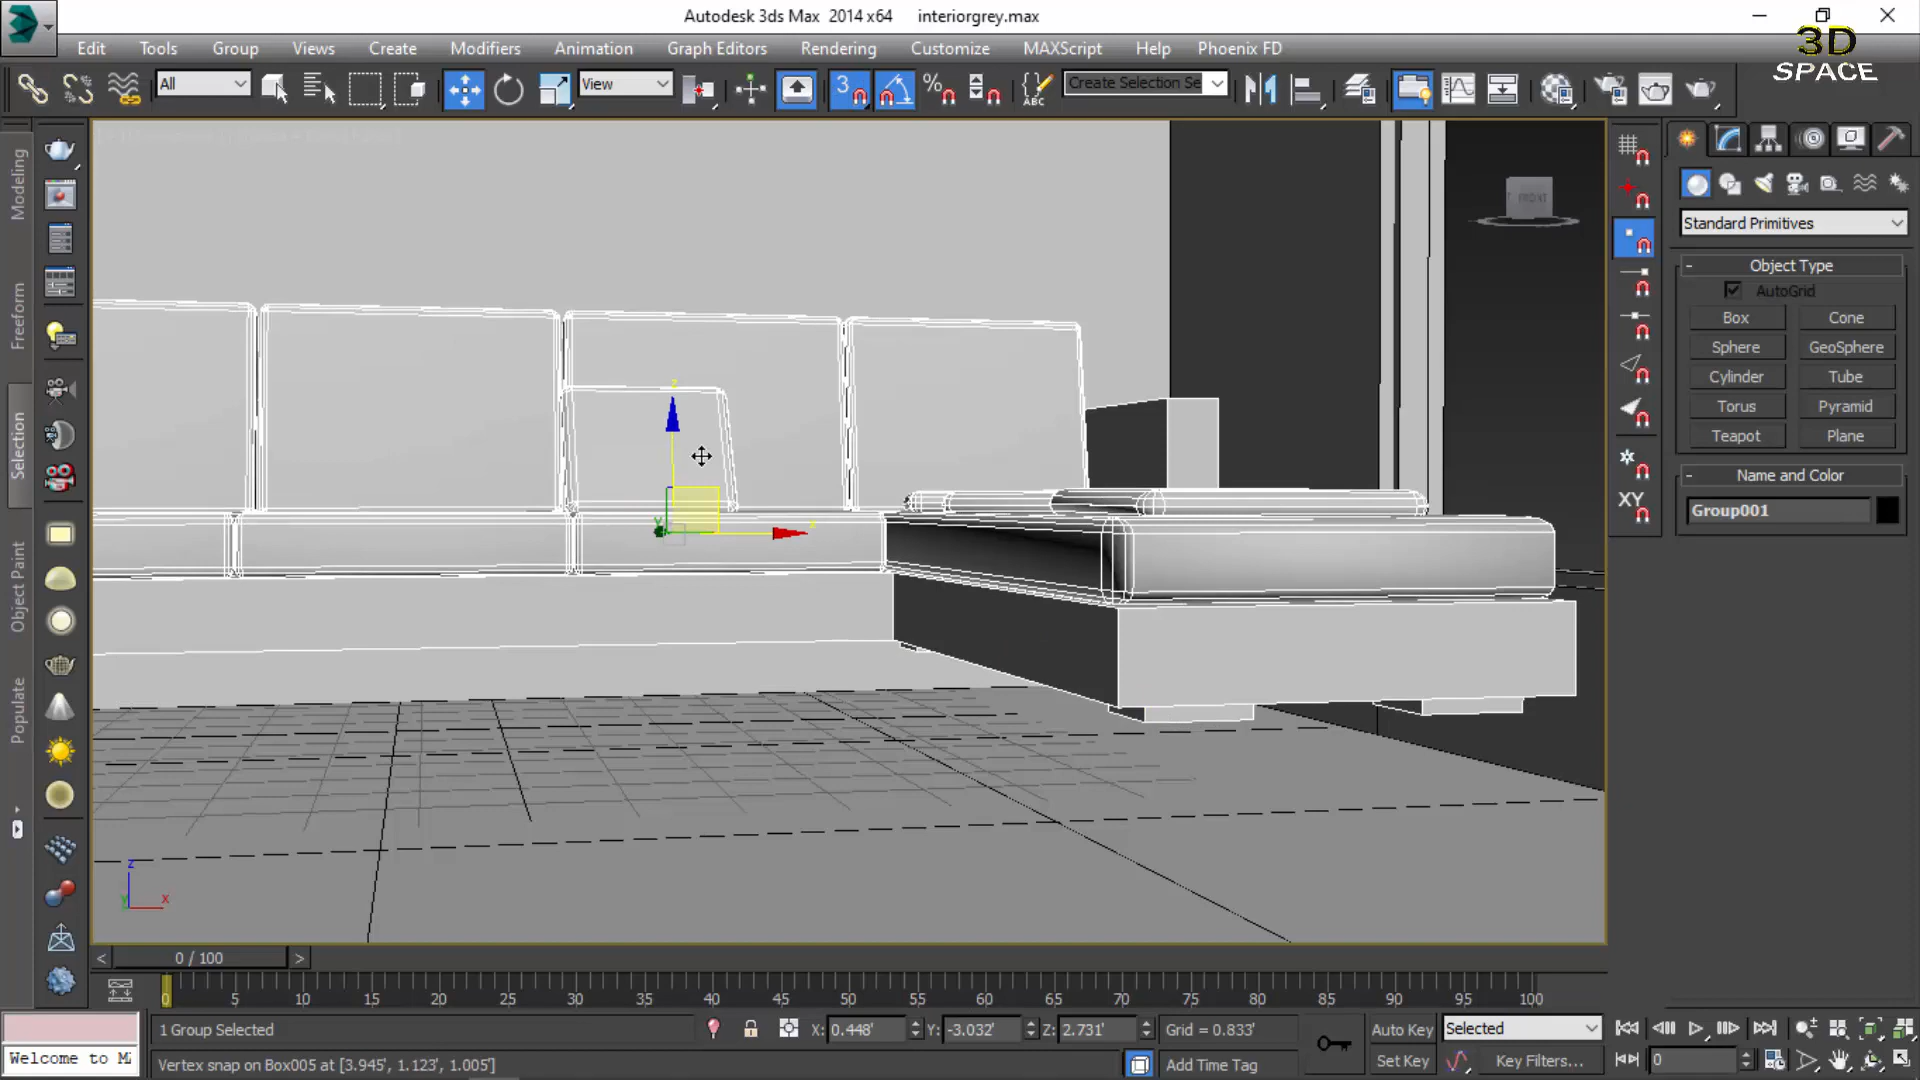 Autodesk 3ds Max 2014 x64 interiorgrey.max
Edit Tools Group Views Create Modifiers Animation Graph Editors Rendering Customize MAXScript Help Phoenix FD
3D
SPACE
All
View
3
%
ABC
Create Selection Se
Modeling
Freeform
Selection
Object Paint
Populate
FRONT
z
x
y
z
x
y
XY
Standard Primitives
- Object Type
AutoGrid
Box Cone
Sphere GeoSphere
Cylinder Tube
Torus Pyramid
Teapot Plane
- Name and Color
Group001
< 0 / 100 >
0 5 10 15 20 25 30 35 40 45 50 55 60 65 70 75 80 85 90 95 100
1 Group Selected
X: 0.448' Y: -3.032' Z: 2.731' Grid = 0.833'
Auto Key Selected
Welcome to M
Vertex snap on Box005 at [3.945', 1.123', 1.005']
Add Time Tag
Set Key Key Filters...
0